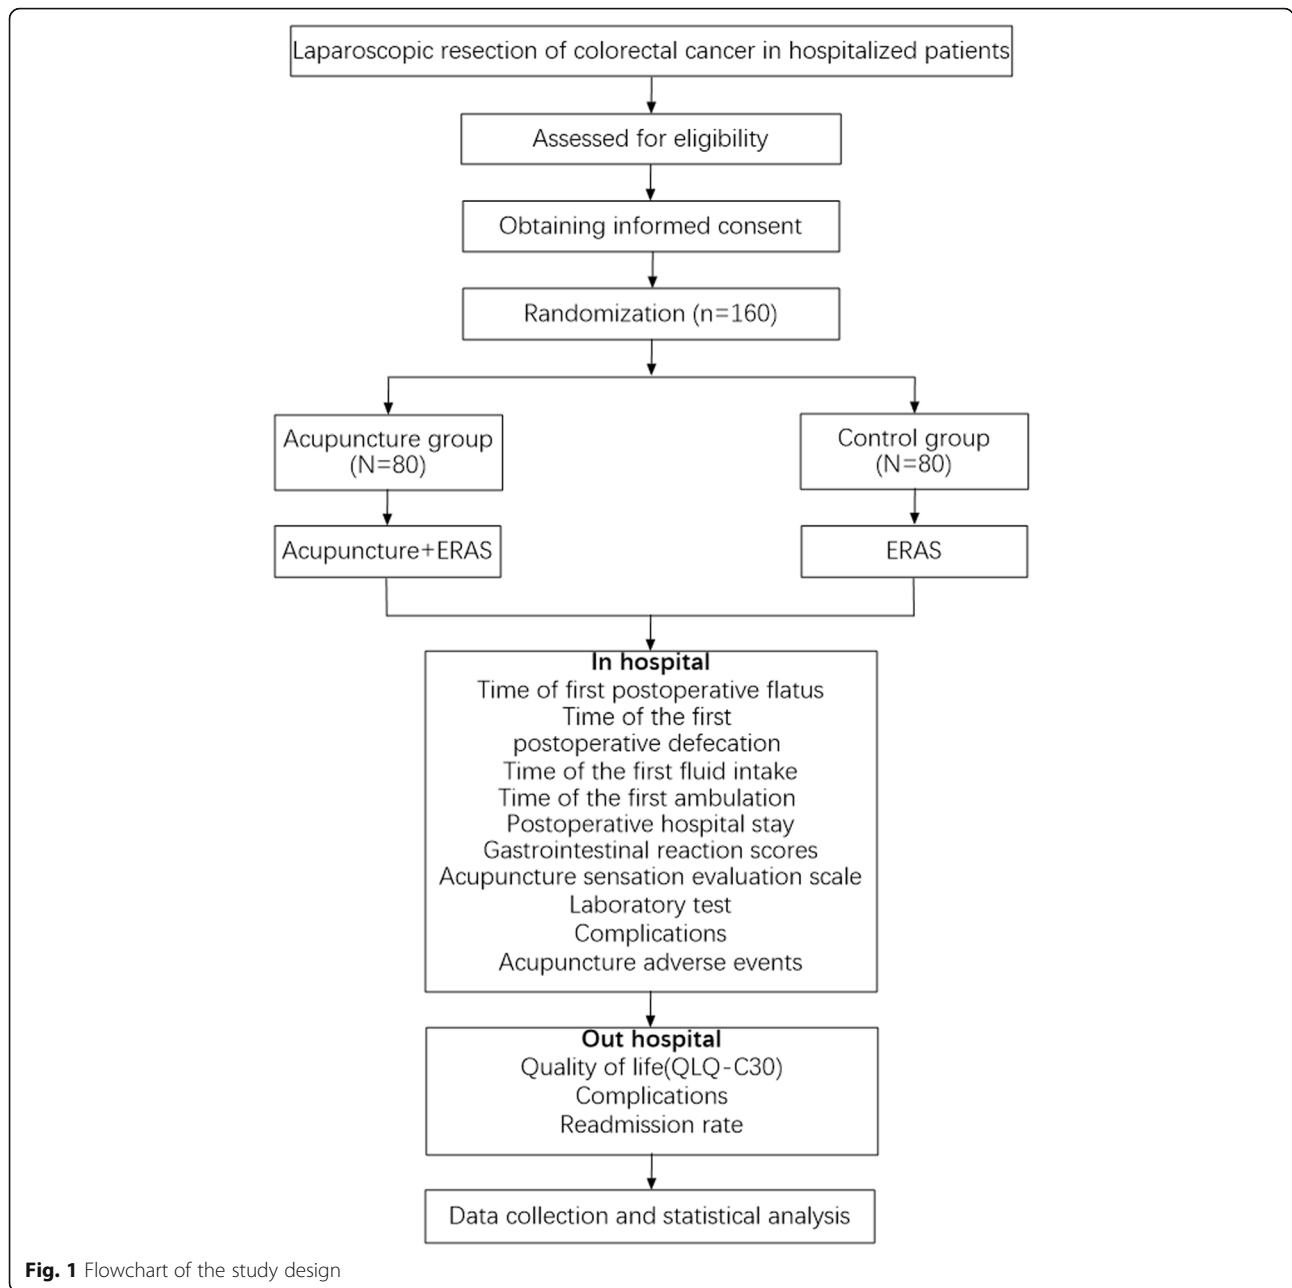 Laparoscopic resection of colorectal cancer in hospitalized patients
Assessed for eligibility
Obtaining informed consent
Randomization (n=160)
Acupuncture group
(N=80)
Control group
(N=80)
Acupuncture+ERAS
ERAS
In hospital
Time of first postoperative flatus
Time of the first
postoperative defecation
Time of the first fluid intake
Time of the first ambulation
Postoperative hospital stay
Gastrointestinal reaction scores
Acupuncture sensation evaluation scale
Laboratory test
Complications
Acupuncture adverse events
Out hospital
Quality of life(QLQ-C30)
Complications
Readmission rate
Data collection and statistical analysis
Fig. 1 Flowchart of the study design